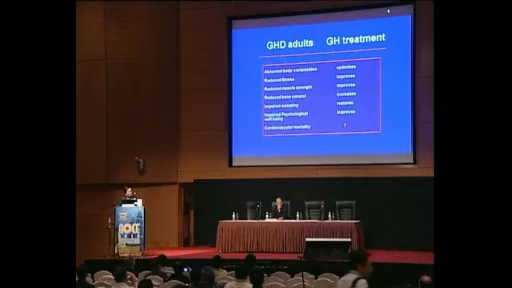 GHD adults GH treatment
Abnormal body composition optimises
Reduced fitness improves
Reduced muscle strength improves
Reduced bone mineral increases
Impaired sweating restores
Impaired Psychological improves
well being
Cardiovascular mortality ?